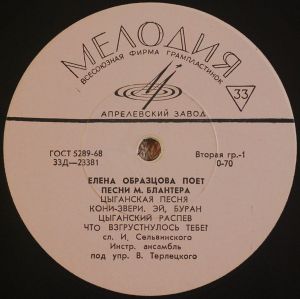 МЕЛОДИЯ
ВСЕСОЮЗНАЯ ФИРМА ГРАМПЛАСТИНОК
33
АПРЕЛЕВСКИЙ ЗАВОД
ГОСТ 5289-68
33Д—23381
Вторая гр.-1
0-70
ЕЛЕНА ОБРАЗЦОВА ПОЕТ
ПЕСНИ М. БЛАНТЕРА
ЦЫГАНСКАЯ ПЕСНЯ
КОНИ-ЗВЕРИ, ЭЙ, БУРАН
ЦЫГАНСКИЙ РАСПЕВ
ЧТО ВЗГРУСТНУЛОСЬ ТЕБЕ?
сл. И. Сельвинского
Инстр. ансамбль
под упр. В. Терлецкого